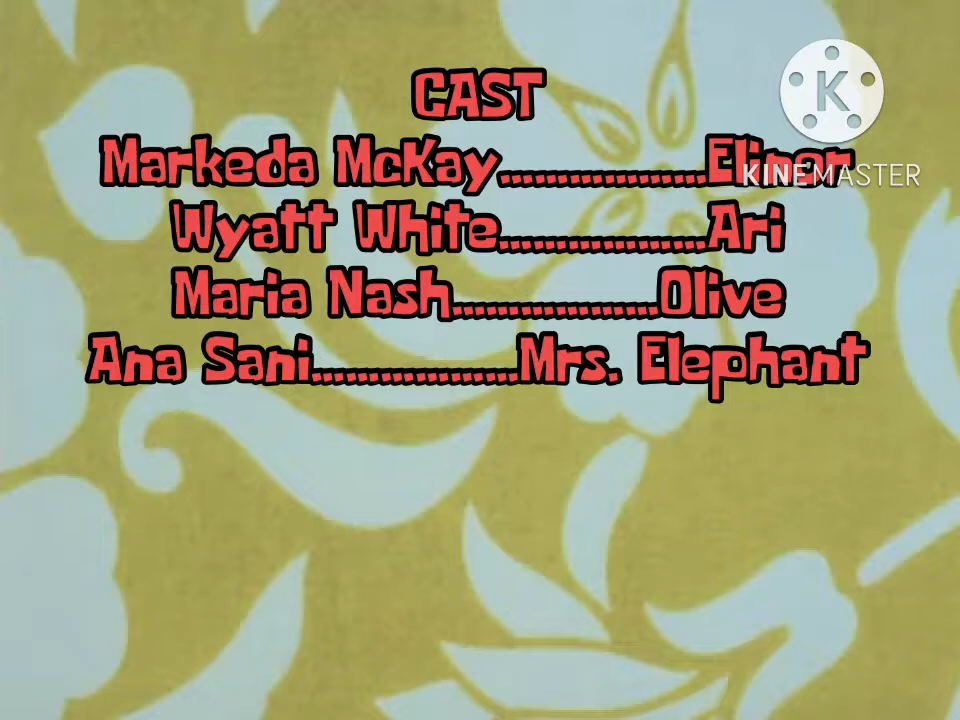 CAST
Markeda McKay..................Elinor
Wyatt White..................Ari
Maria Nash..................Olive
Ana Sani..................Mrs. Elephant
K
KINEMASTER